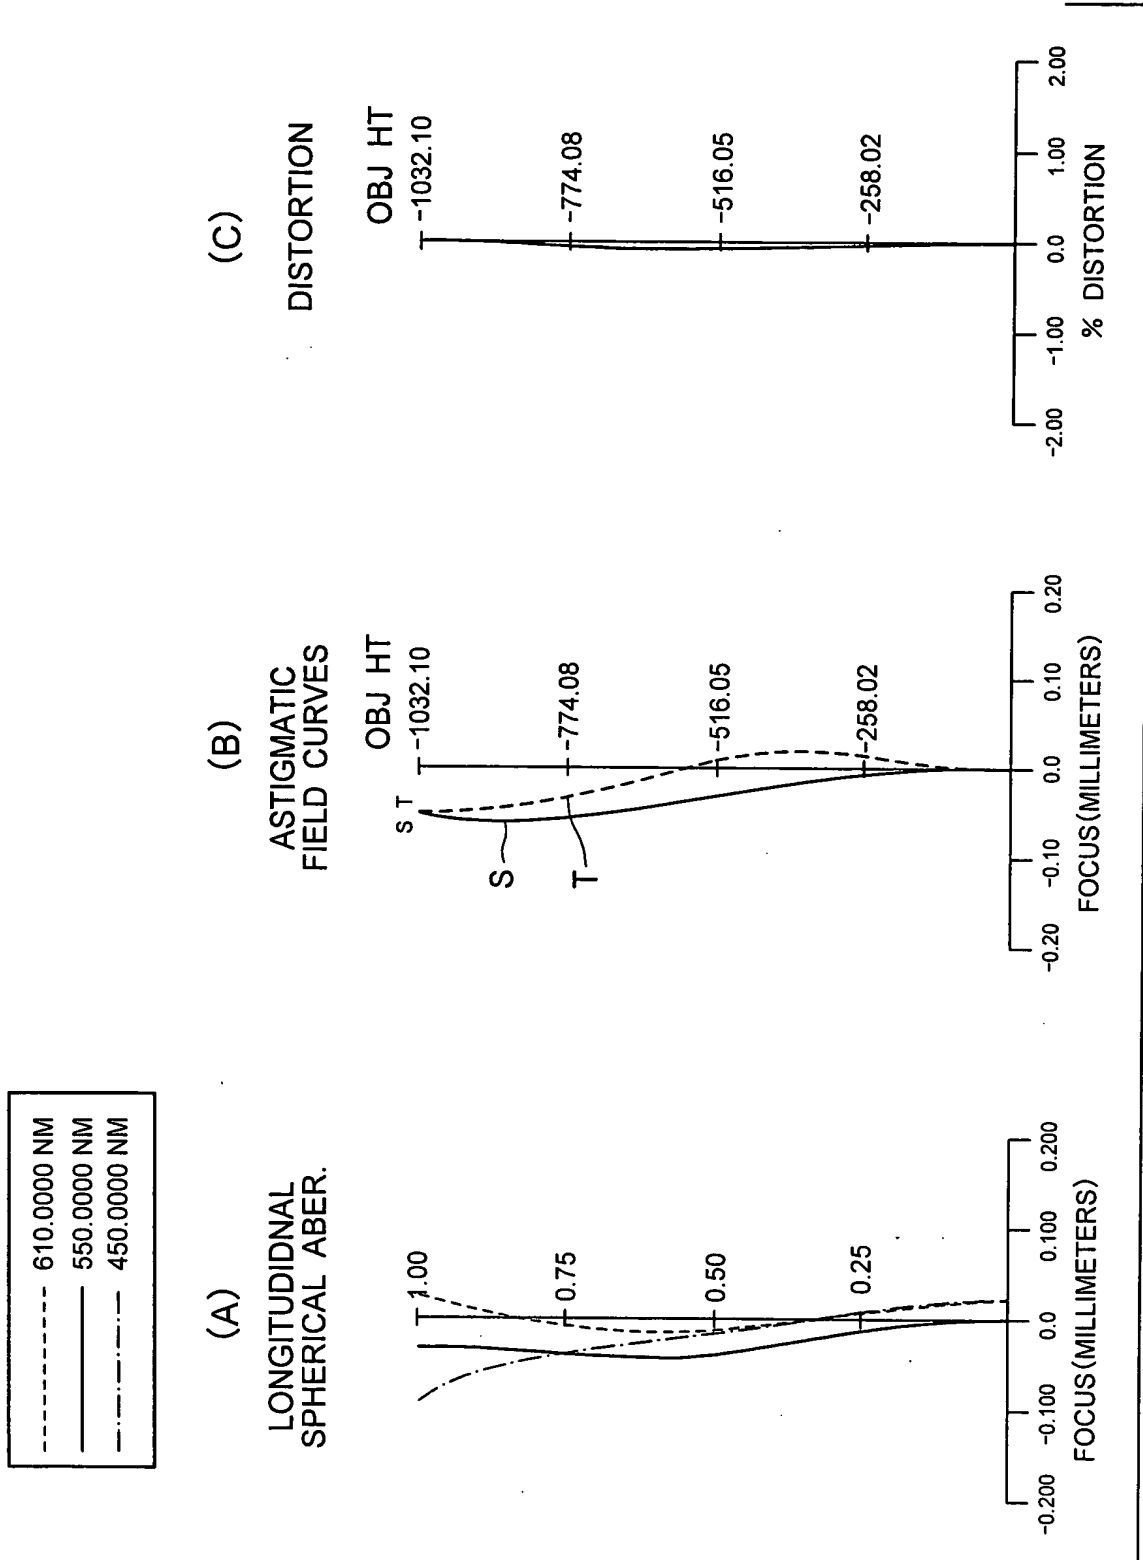 610.0000 NM
550.0000 NM
450.0000 NM
(A)
LONGITUDIDNAL
SPHERICAL ABER.
1.00
0.75
0.50
0.25
-0.200
-0.100
0.0
0.100
0.200
FOCUS(MILLIMETERS)
(B)
ASTIGMATIC
FIELD CURVES
OBJ HT
S T
-1032.10
S
T
-774.08
-516.05
-258.02
-0.20
-0.10
0.0
0.10
0.20
FOCUS(MILLIMETERS)
(C)
DISTORTION
OBJ HT
-1032.10
-774.08
-516.05
-258.02
-2.00
-1.00
0.0
1.00
2.00
% DISTORTION